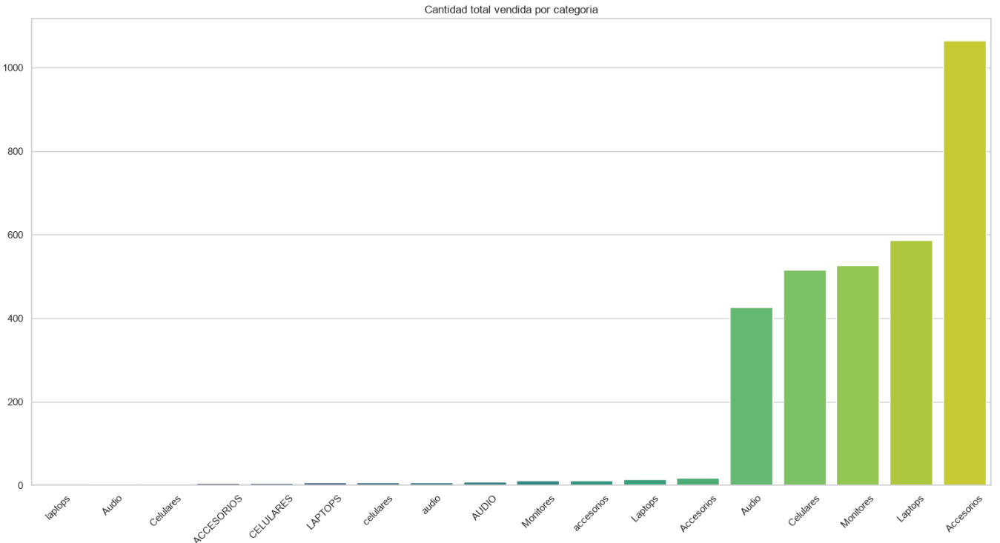 Cantidad total vendida por categoria
1000
800
600
400
200
0
laptops
Audio
Celulares
ACCESORIOS
CELULARES
LAPTOPS
celulares
audio
AUDIO
Monitores
accesorios
Laptops
Accesorios
Audio
Celulares
Monitores
Laptops
Accesorios